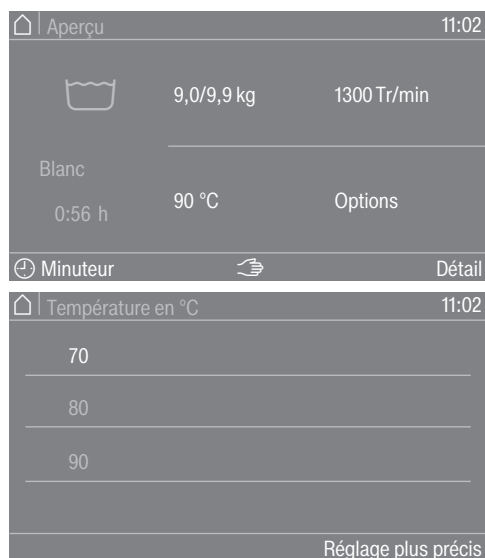 Aperçu 11:02
9,0/9,9 kg 1300 Tr/min
Blanc
0:56 h
90 °C Options
Minuteur Détail
Température en °C 11:02
70
80
90
Réglage plus précis